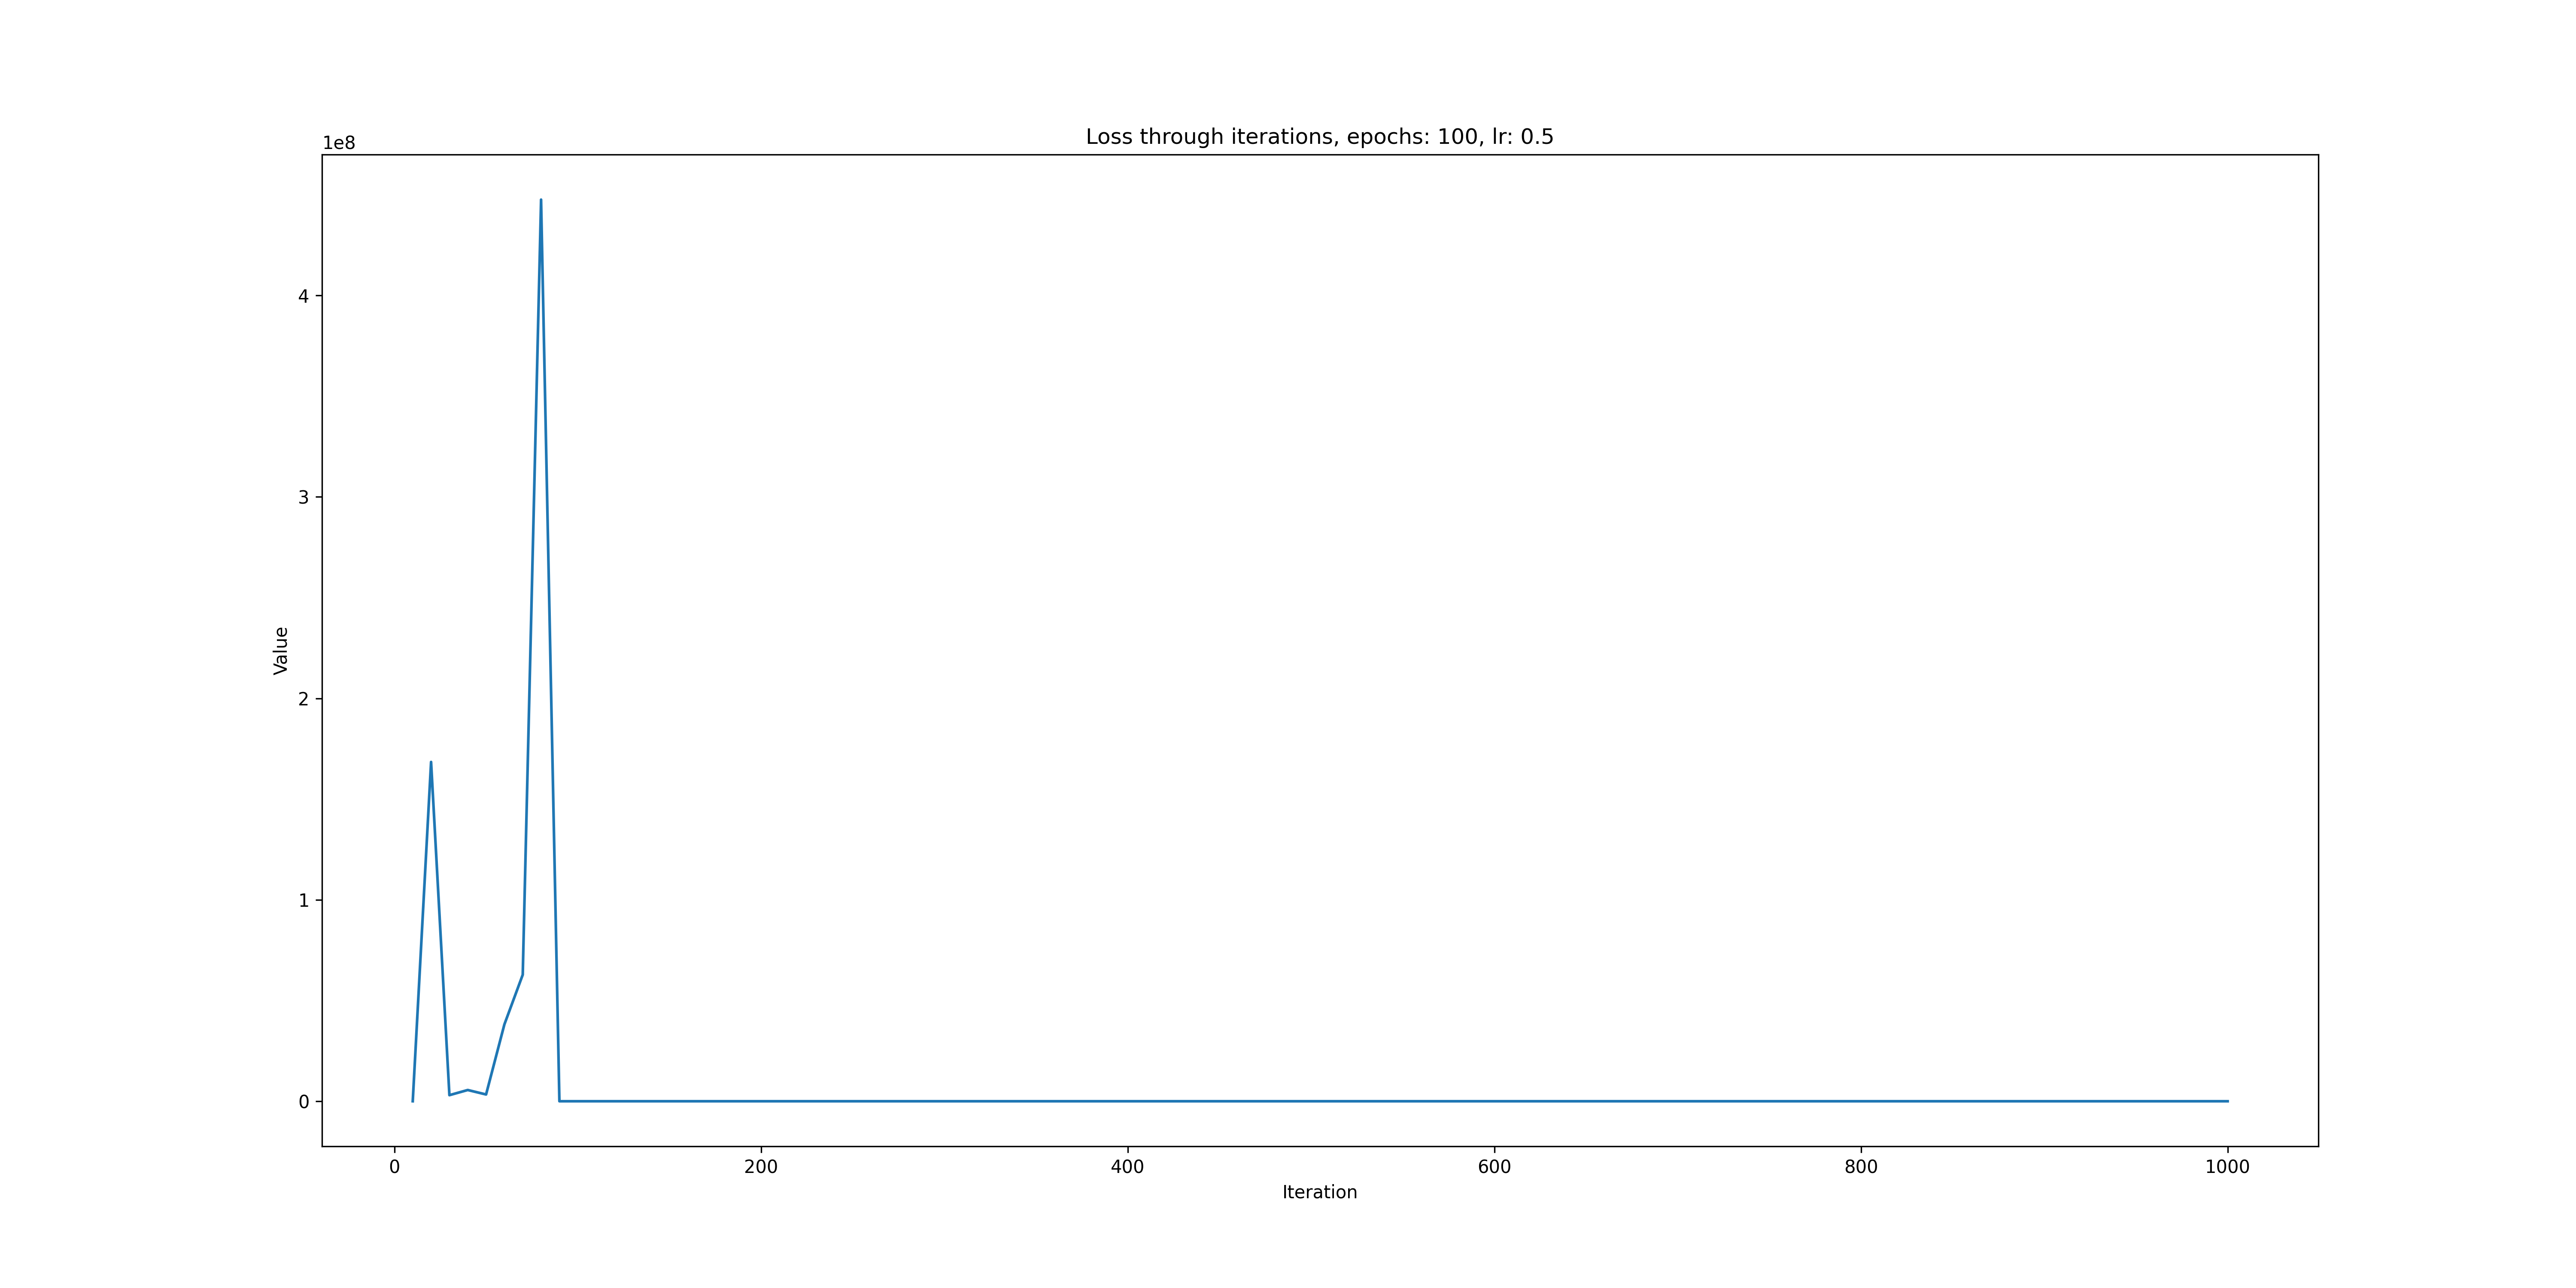 Loss through iterations, epochs: 100, lr: 0.5
1e8
4
3
2
1
0
Value
0 200 400 600 800 1000
Iteration